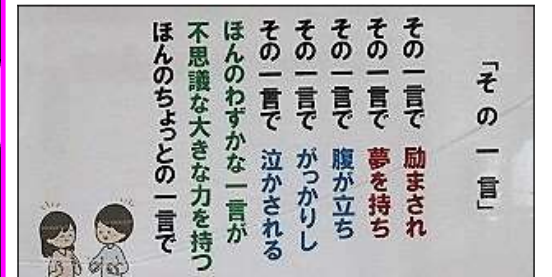 「その一言」
その一言で 励まされ
その一言で 夢を持ち
その一言で 腹が立ち
その一言で がっかりし
その一言で 泣かされる
ほんのわずかな一言が
不思議な大きな力を持つ
ほんのちょっとの一言で